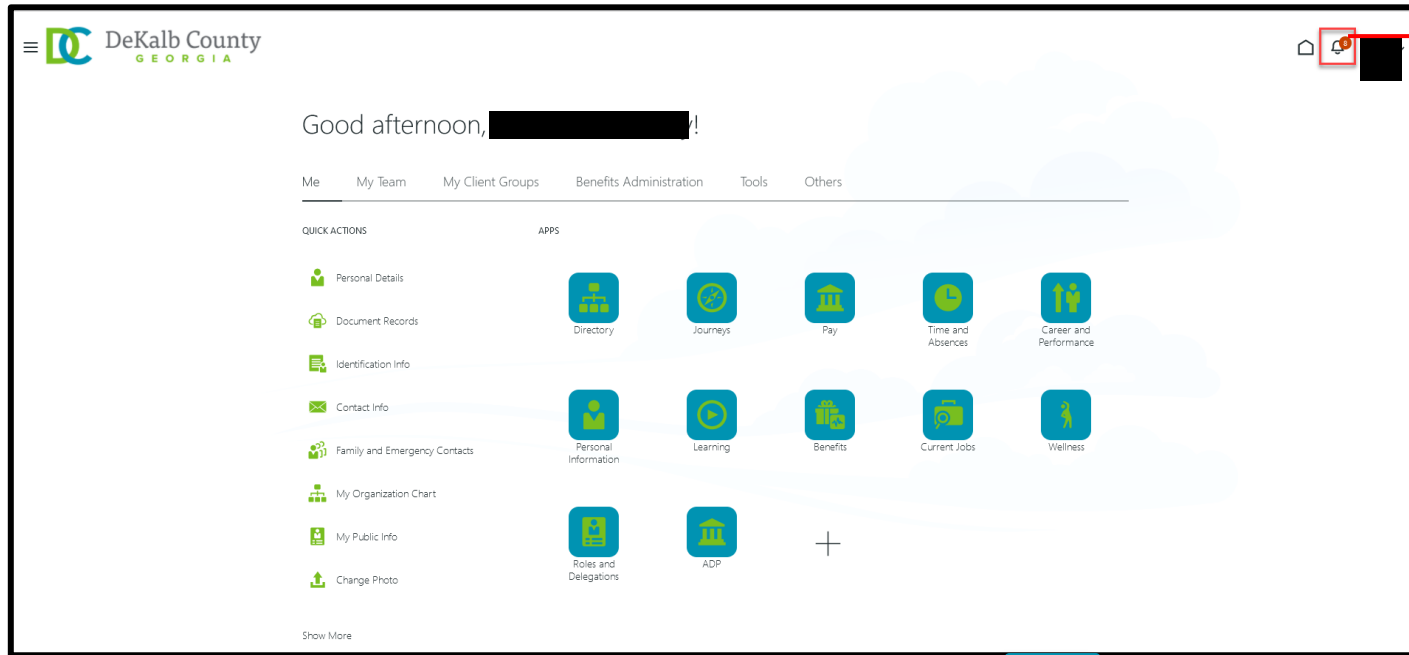 DeKalb County
GEORGIA
8
Good afternoon, !
Me My Team My Client Groups Benefits Administration Tools Others
QUICK ACTIONS
APPS
Personal Details
Document Records
Identification Info
Contact Info
Family and Emergency Contacts
My Organization Chart
My Public Info
Change Photo
Show More
Directory
Journeys
Pay
Time and
Absences
Career and
Performance
Personal
Information
Learning
Benefits
Current Jobs
Wellness
Roles and
Delegations
ADP